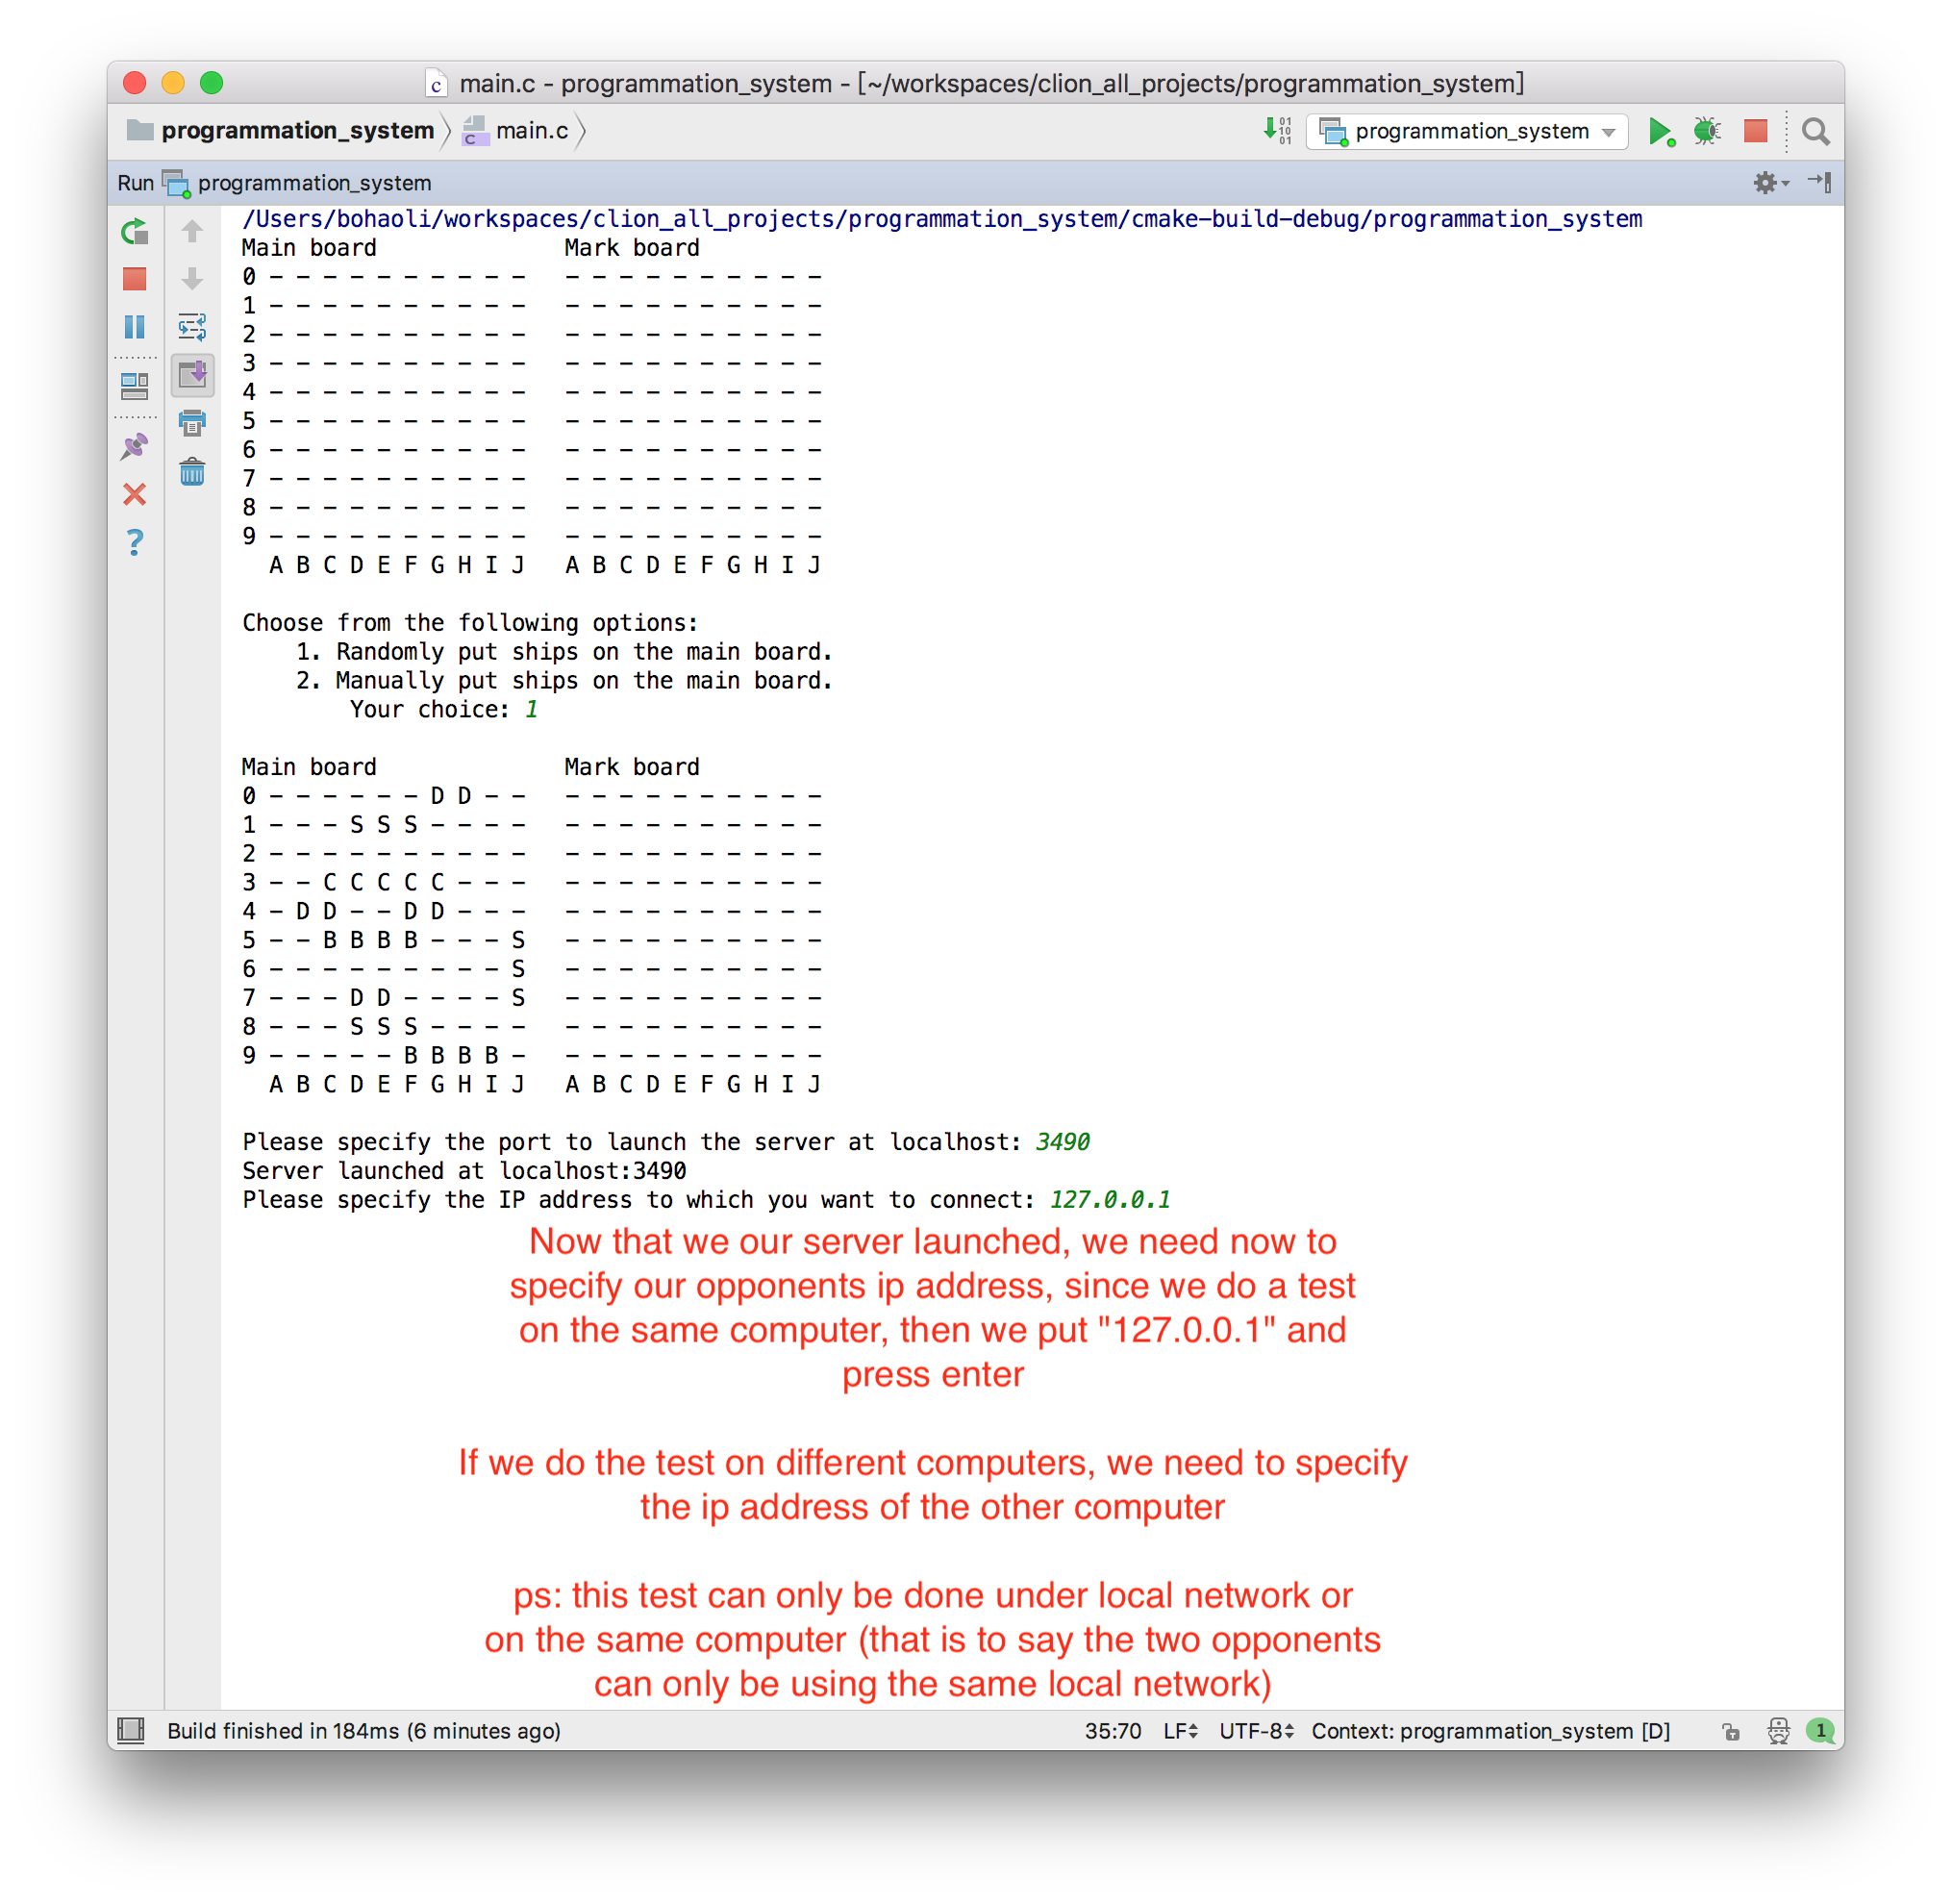 main.c - programmation_system - [~/workspaces/clion_all_projects/programmation_system]
programmation_system main.c programmation_system
Run programmation_system
/Users/bohaoli/workspaces/clion_all_projects/programmation_system/cmake-build-debug/programmation_system
Main board              Mark board
0 - - - - - - - - - -   - - - - - - - - - -
1 - - - - - - - - - -   - - - - - - - - - -
2 - - - - - - - - - -   - - - - - - - - - -
3 - - - - - - - - - -   - - - - - - - - - -
4 - - - - - - - - - -   - - - - - - - - - -
5 - - - - - - - - - -   - - - - - - - - - -
6 - - - - - - - - - -   - - - - - - - - - -
7 - - - - - - - - - -   - - - - - - - - - -
8 - - - - - - - - - -   - - - - - - - - - -
9 - - - - - - - - - -   - - - - - - - - - -
  A B C D E F G H I J   A B C D E F G H I J
Choose from the following options:
    1. Randomly put ships on the main board.
    2. Manually put ships on the main board.
        Your choice: 1
Main board              Mark board
0 - - - - - - D D - -   - - - - - - - - - -
1 - - - S S S - - - -   - - - - - - - - - -
2 - - - - - - - - - -   - - - - - - - - - -
3 - - C C C C C - - -   - - - - - - - - - -
4 - D D - - D D - - -   - - - - - - - - - -
5 - - B B B B - - - S   - - - - - - - - - -
6 - - - - - - - - - S   - - - - - - - - - -
7 - - - D D - - - - S   - - - - - - - - - -
8 - - - S S S - - - -   - - - - - - - - - -
9 - - - - - B B B B -   - - - - - - - - - -
  A B C D E F G H I J   A B C D E F G H I J
Please specify the port to launch the server at localhost: 3490
Server launched at localhost:3490
Please specify the IP address to which you want to connect: 127.0.0.1
Now that we our server launched, we need now to
specify our opponents ip address, since we do a test
on the same computer, then we put "127.0.0.1" and
press enter
If we do the test on different computers, we need to specify
the ip address of the other computer
ps: this test can only be done under local network or
on the same computer (that is to say the two opponents
can only be using the same local network)
Build finished in 184ms (6 minutes ago) 35:70 LF UTF-8 Context: programmation_system [D] 1